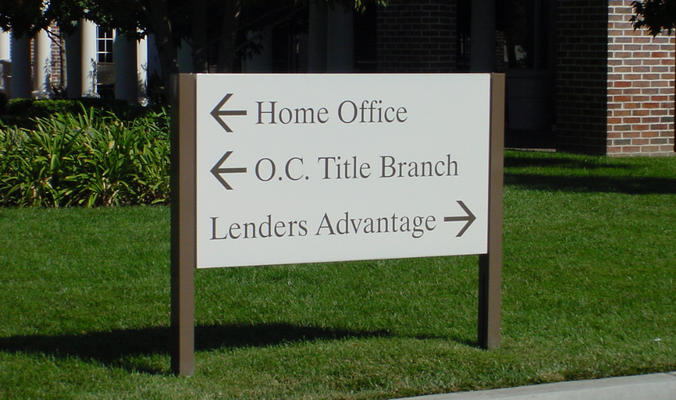 ← Home Office
← O.C. Title Branch
Lenders Advantage →